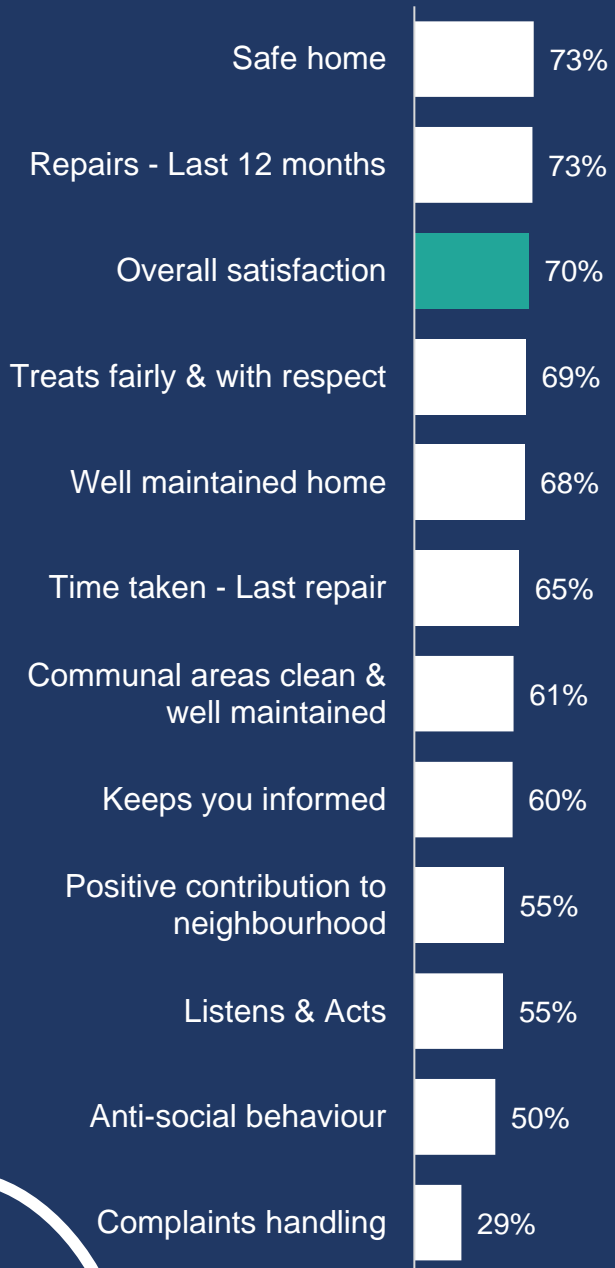 Safe home 73%
Repairs - Last 12 months 73%
Overall satisfaction 70%
Treats fairly & with respect 69%
Well maintained home 68%
Time taken - Last repair 65%
Communal areas clean &
well maintained 61%
Keeps you informed 60%
Positive contribution to
neighbourhood 55%
Listens & Acts 55%
Anti-social behaviour 50%
Complaints handling 29%